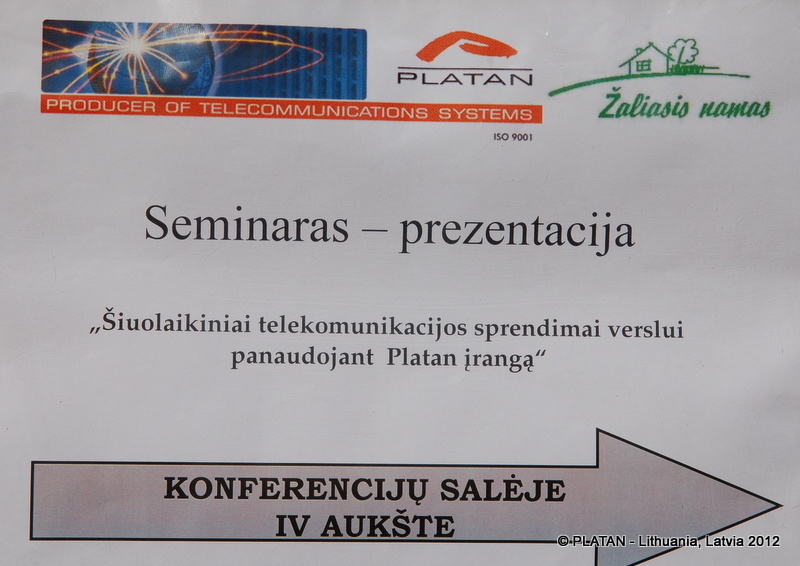 PLATAN
PRODUCER OF TELECOMMUNICATIONS SYSTEMS
ISO 9001
Žaliasis namas
Seminaras – prezentacija
„Šiuolaikiniai telekomunikacijos sprendimai verslui
panaudojant Platan įrangą“
KONFERENCIJŲ SALĖJE
IV AUKŠTE
© PLATAN - Lithuania, Latvia 2012